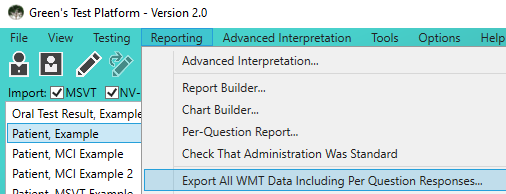 Green's Test Platform - Version 2.0
File View Testing Reporting Advanced Interpretation Tools Options Help
Advanced Interpretation...
Import: MSVT NV-
Report Builder...
Oral Test Result, Example
Chart Builder...
Patient, Example
Per-Question Report...
Patient, MCI Example
Check That Administration Was Standard
Patient, MCI Example 2
Export All WMT Data Including Per Question Responses...
Patient, MSVT Example